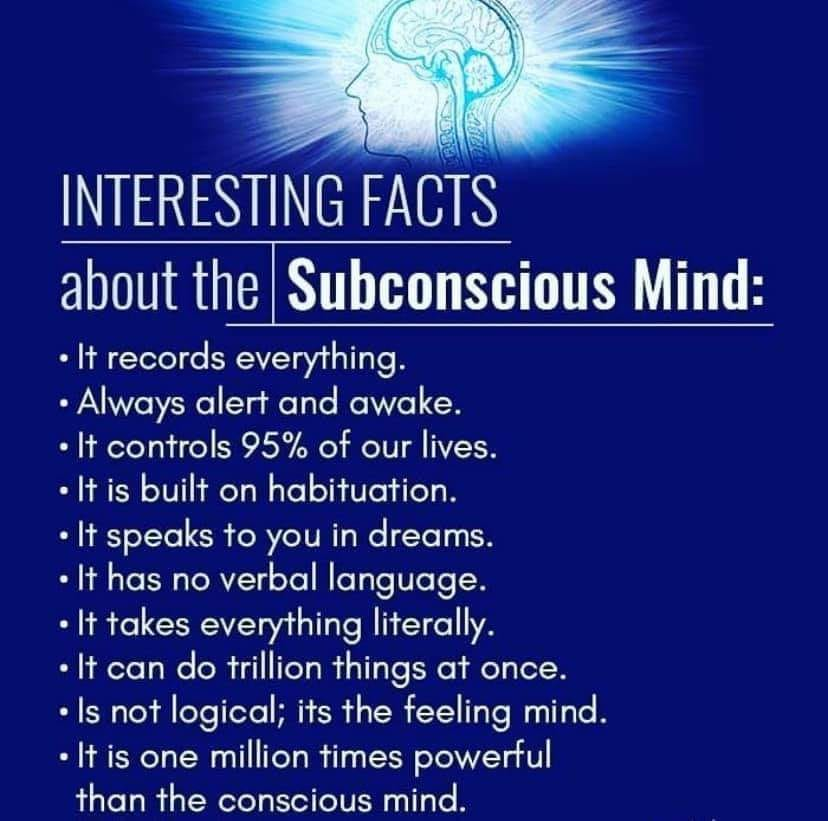 INTERESTING FACTS
about the Subconscious Mind:
• It records everything.
• Always alert and awake.
• It controls 95% of our lives.
• It is built on habituation.
• It speaks to you in dreams.
• It has no verbal language.
• It takes everything literally.
• It can do trillion things at once.
• Is not logical; its the feeling mind.
• It is one million times powerful
than the conscious mind.